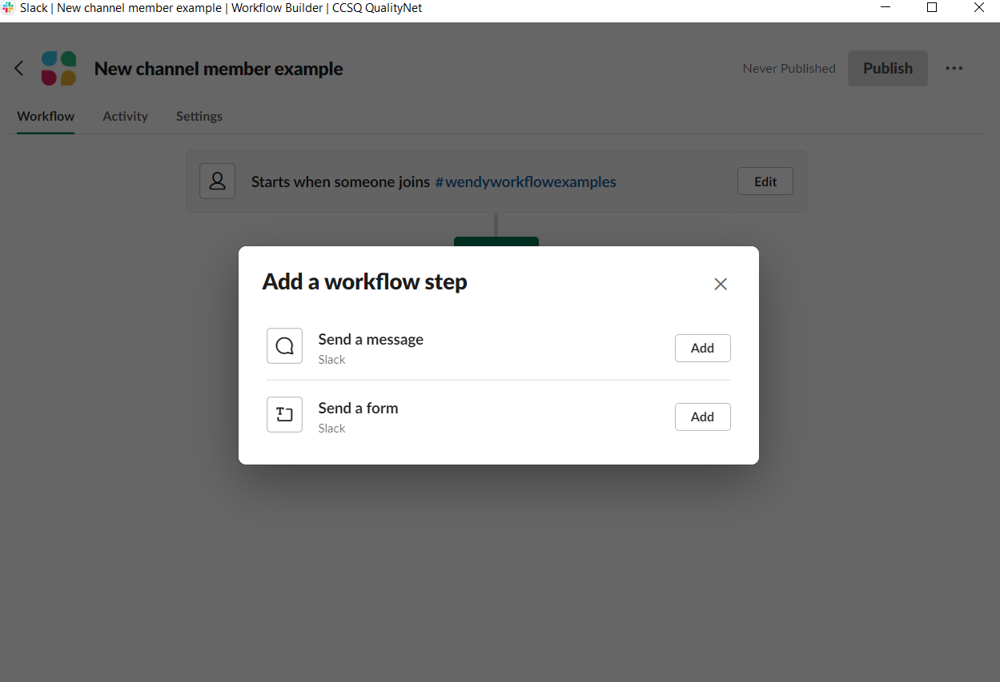 Slack | New channel member example | Workflow Builder | CCSQ QualityNet
New channel member example
Never Published
Publish
Workflow
Activity
Settings
Starts when someone joins #wendyworkflowexamples
Edit
Add a workflow step
Send a message
Slack
Add
Send a form
Slack
Add